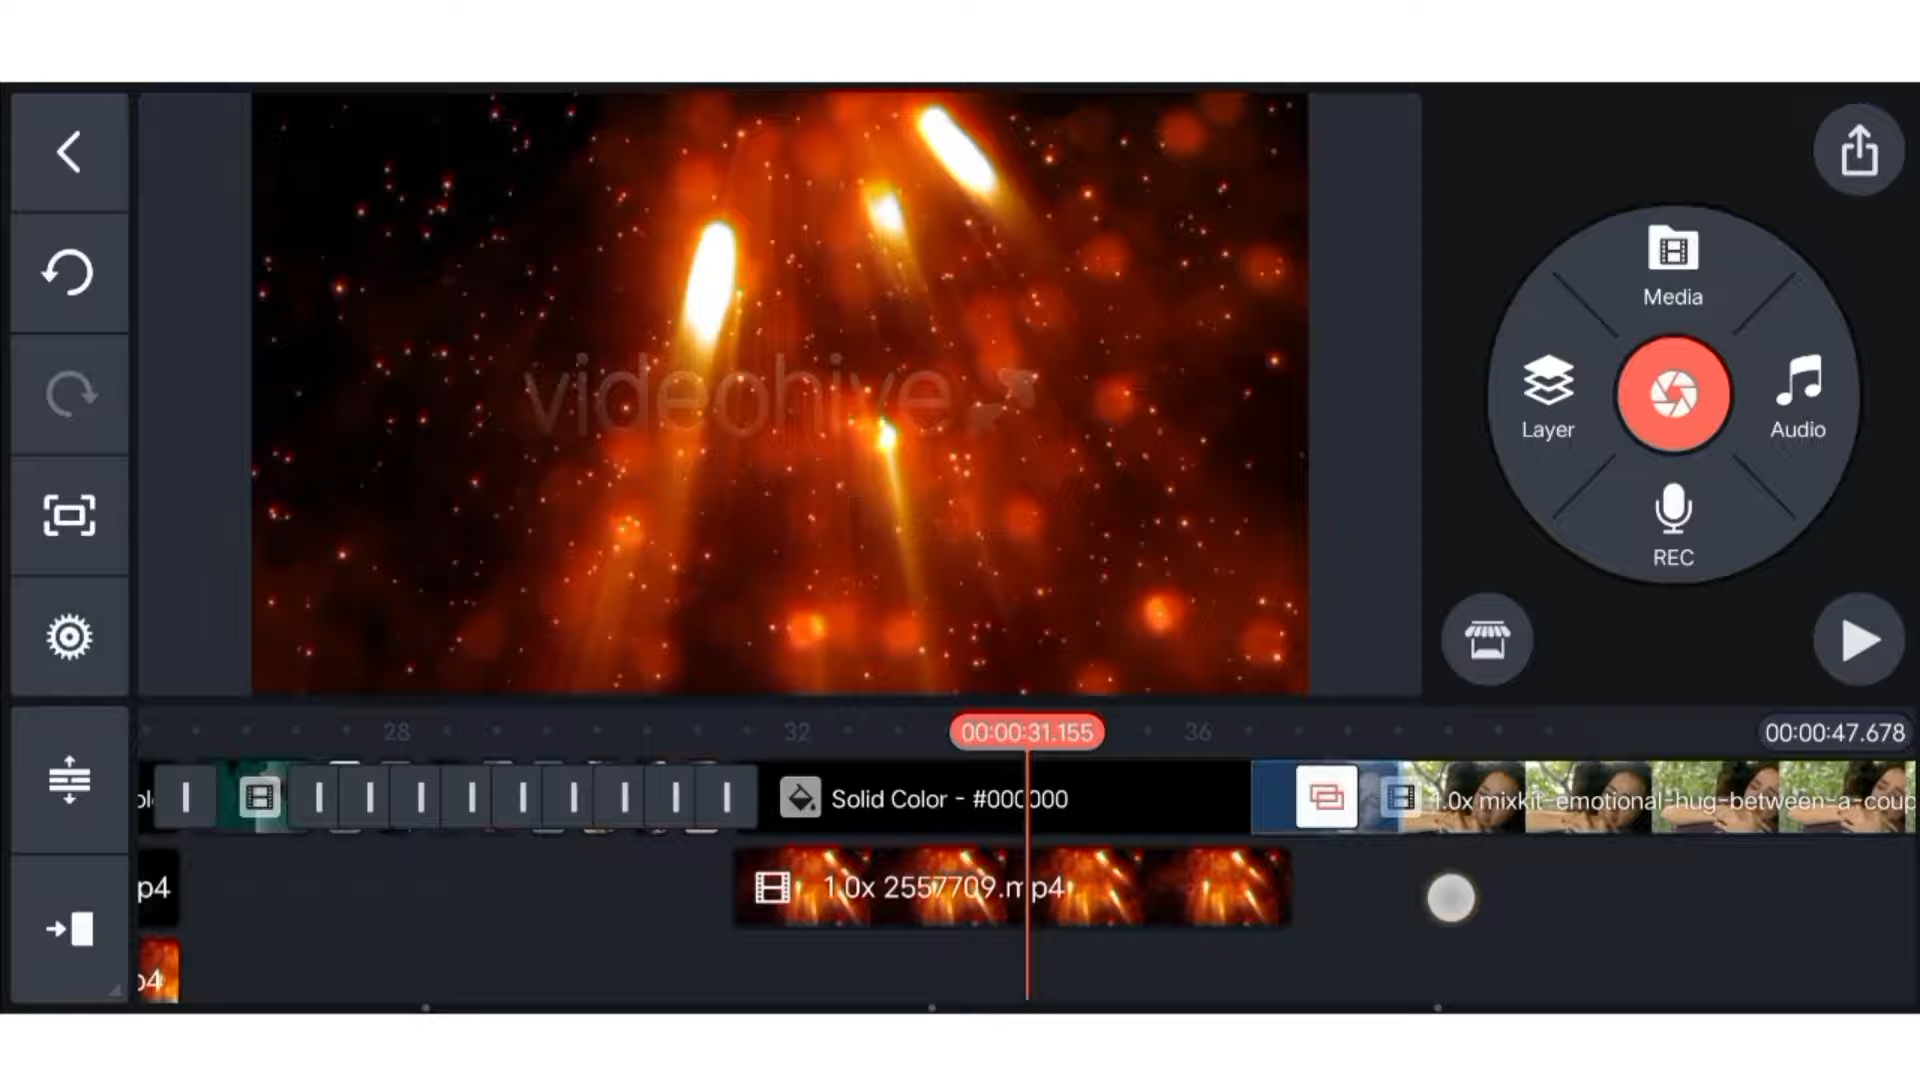 Media
Layer
Audio
REC
videohive
28
32
00:00:31.155
36
00:00:47.678
Solid Color - #000000
1.0x mixkit-emotional-hug-between-a-coup
p4
1.0x 2557709.mp4
p4